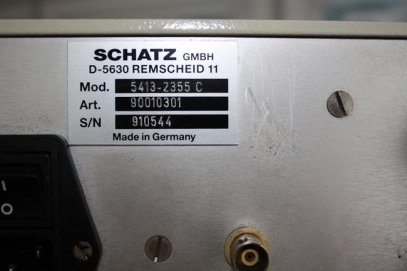 SCHATZ GMBH
D-5630 REMSCHEID 11
Mod. 5413-2355 C
Art. 90010301
S/N 910544
Made in Germany
I
O